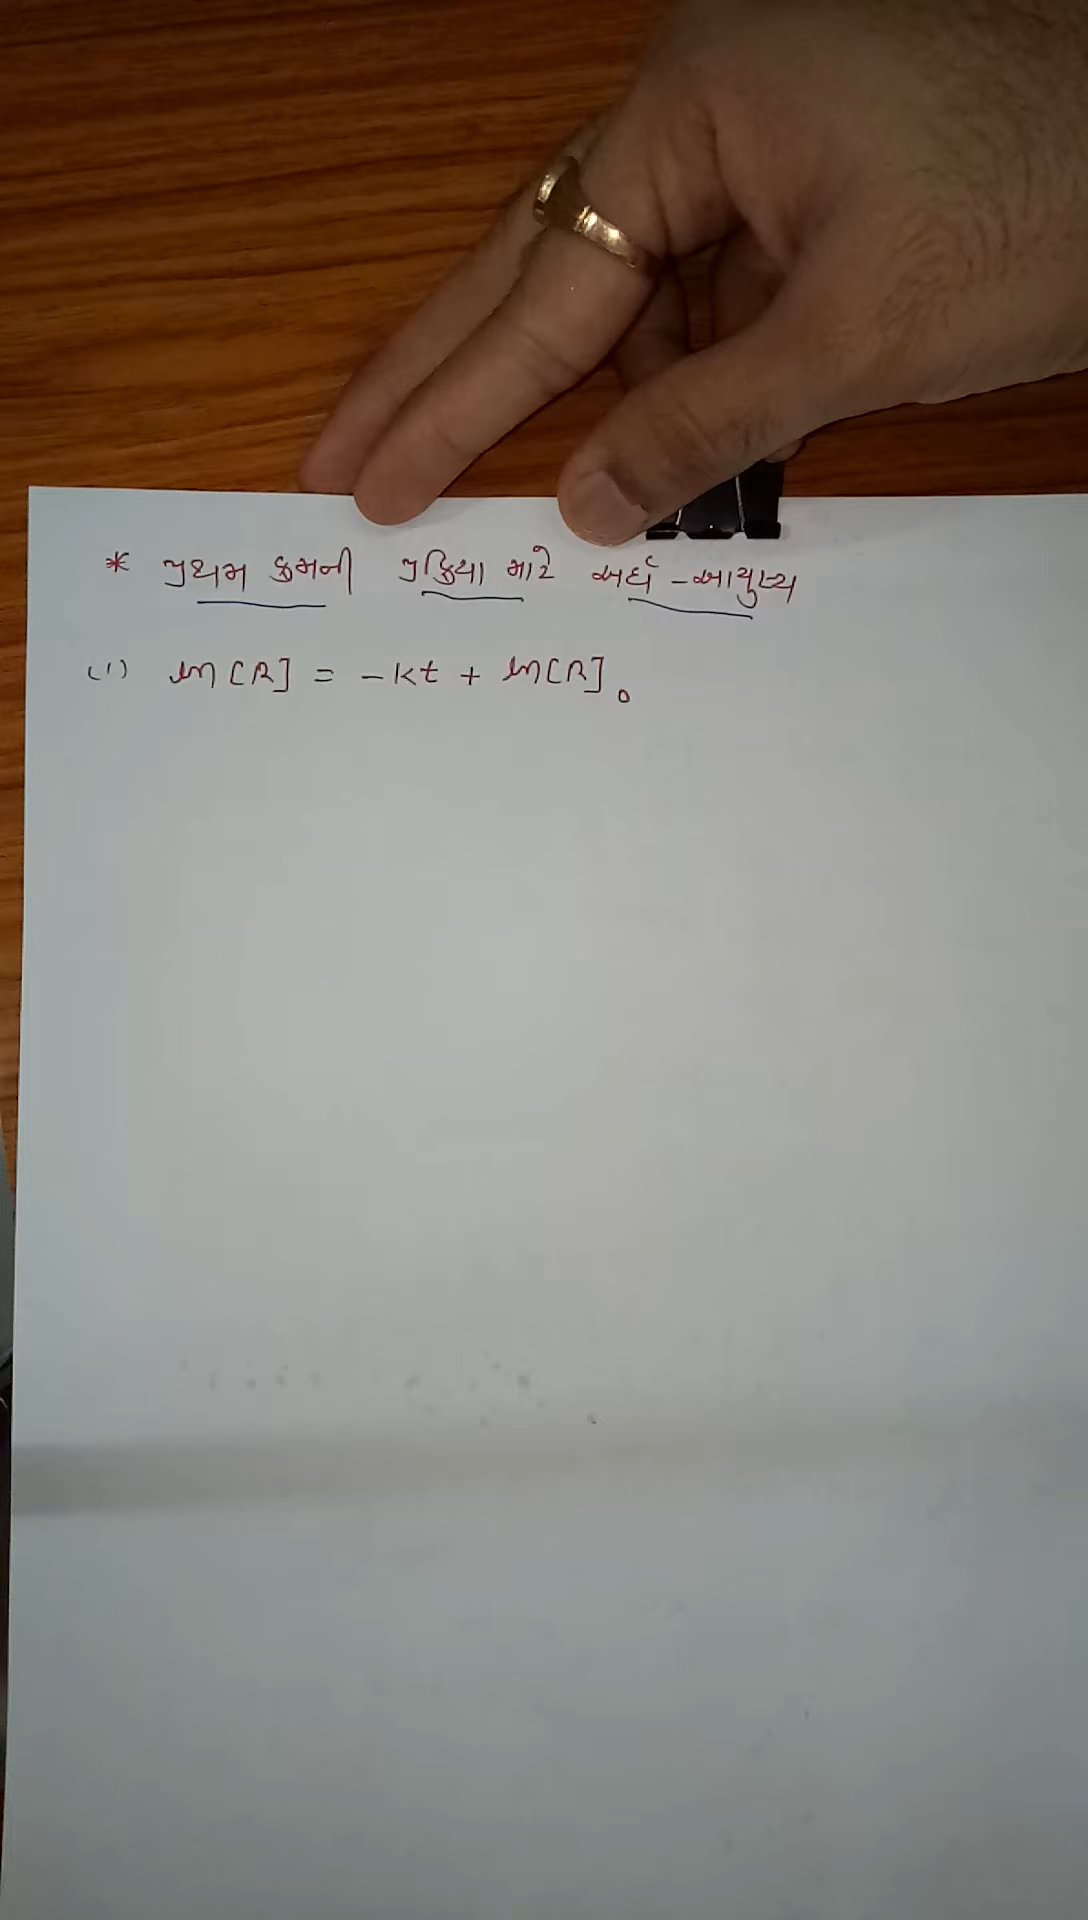 * પ્રથમ ક્રમની પ્રક્રિયા માટે અર્ધ-આયુષ્ય
(1) ln[R] = -kt + ln[R]₀